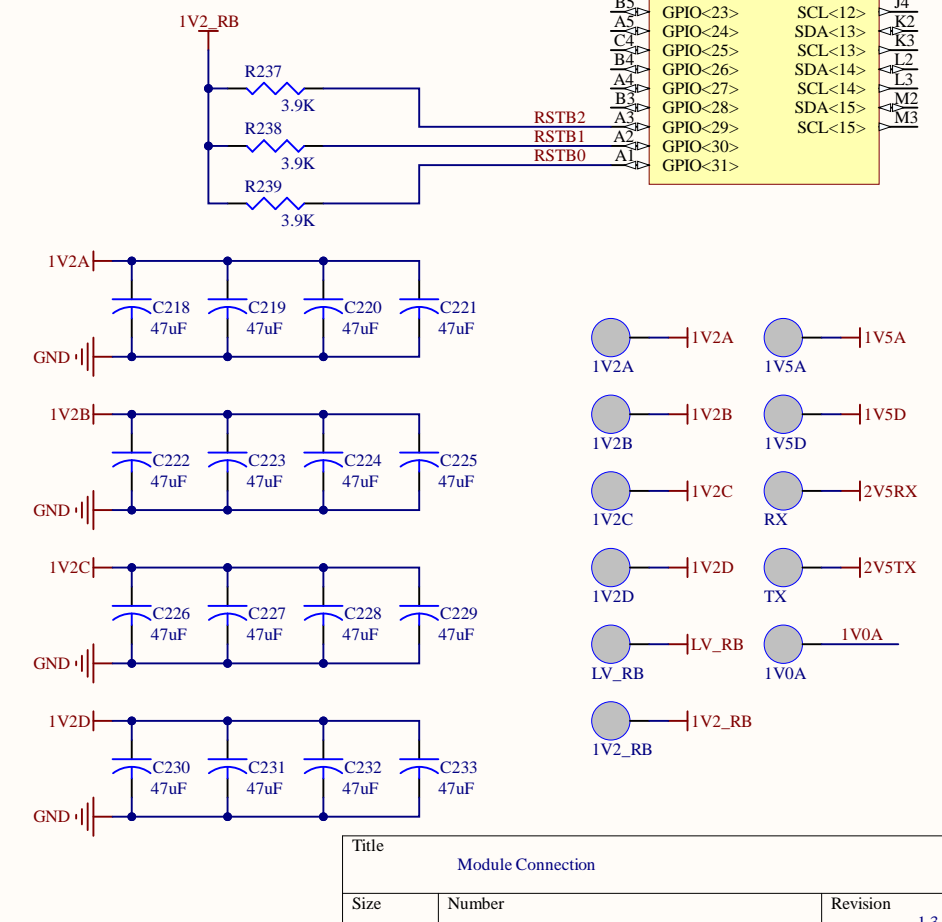 B5 GPIO<23> SCL<12> J4
A5 GPIO<24> SDA<13> K2
C4 GPIO<25> SCL<13> K3
B4 GPIO<26> SDA<14> L2
A4 GPIO<27> SCL<14> L3
B3 GPIO<28> SDA<15> M2
RSTB2 A3 GPIO<29> SCL<15> M3
RSTB1 A2 GPIO<30>
RSTB0 A1 GPIO<31>
1V2_RB
R237
3.9K
R238
3.9K
R239
3.9K
1V2A
C218 C219 C220 C221
47uF 47uF 47uF 47uF
GND
1V2B
C222 C223 C224 C225
47uF 47uF 47uF 47uF
GND
1V2C
C226 C227 C228 C229
47uF 47uF 47uF 47uF
GND
1V2D
C230 C231 C232 C233
47uF 47uF 47uF 47uF
GND
1V2A 1V5A
1V2A 1V5A
1V2B 1V5D
1V2B 1V5D
1V2C 2V5RX
1V2C RX
1V2D 2V5TX
1V2D TX
LV_RB 1V0A
LV_RB 1V0A
1V2_RB
1V2_RB
Title
Module Connection
Size Number Revision
1.3